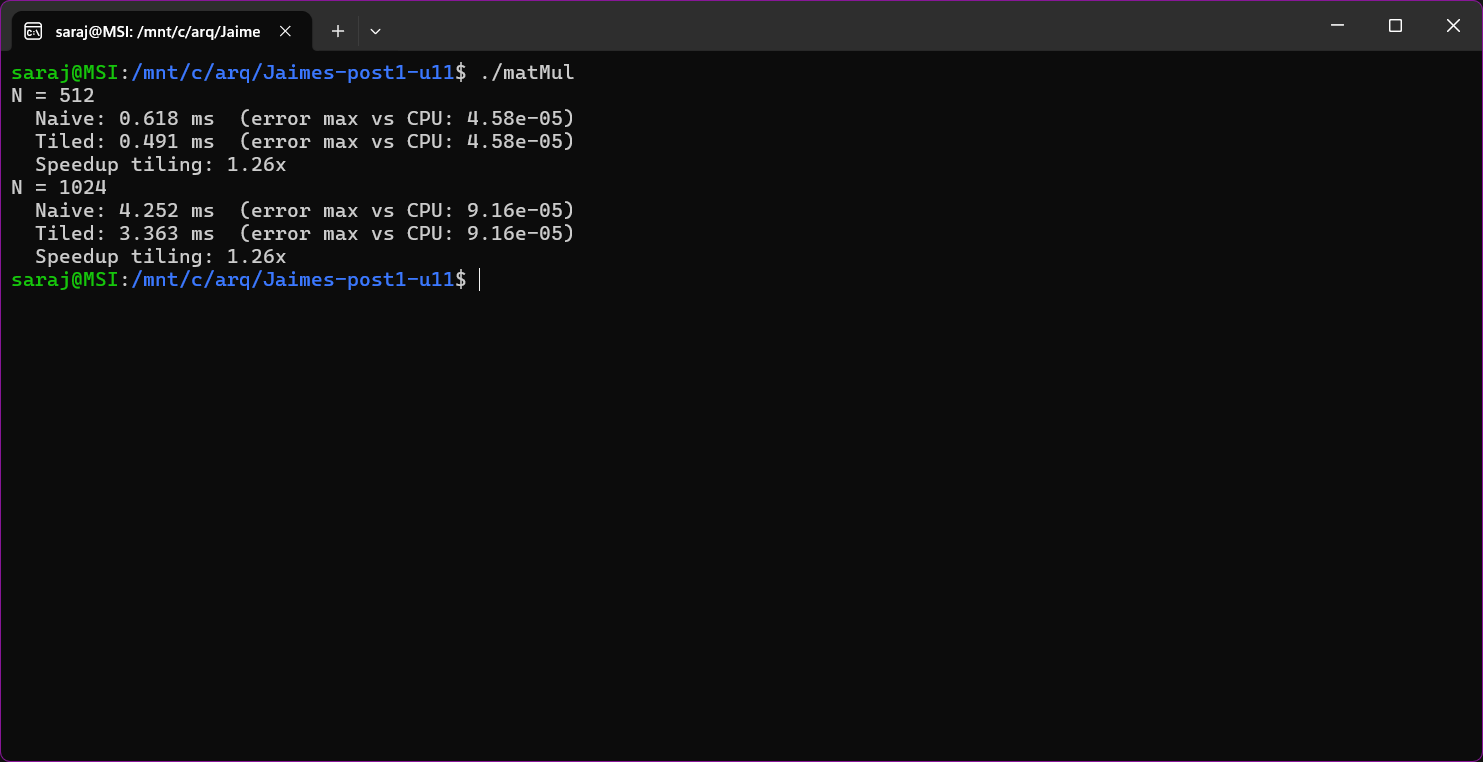 saraj@MSI: /mnt/c/arq/Jaime
saraj@MSI:/mnt/c/arq/Jaimes-post1-u11$ ./matMul
N = 512
  Naive: 0.618 ms  (error max vs CPU: 4.58e-05)
  Tiled: 0.491 ms  (error max vs CPU: 4.58e-05)
  Speedup tiling: 1.26x
N = 1024
  Naive: 4.252 ms  (error max vs CPU: 9.16e-05)
  Tiled: 3.363 ms  (error max vs CPU: 9.16e-05)
  Speedup tiling: 1.26x
saraj@MSI:/mnt/c/arq/Jaimes-post1-u11$